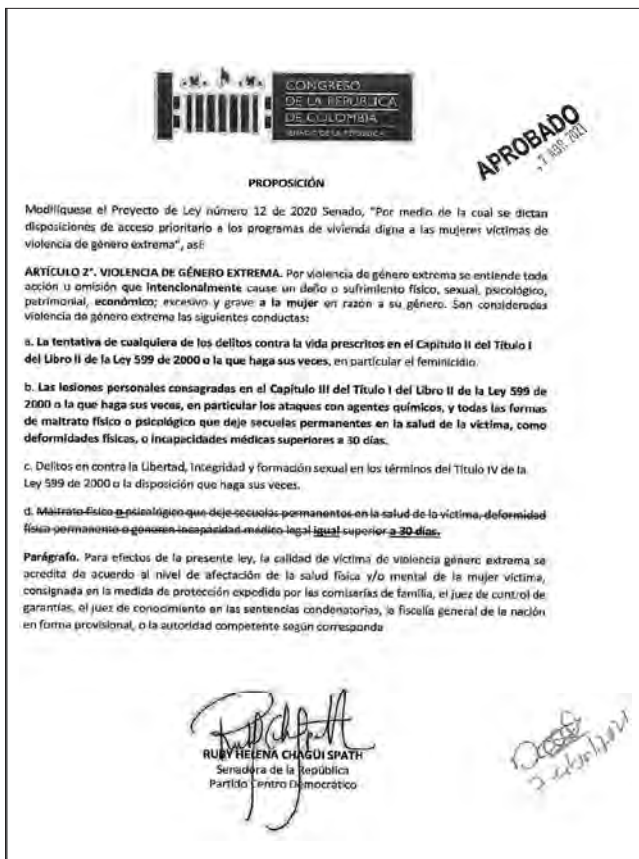 CONGRESO
DE LA REPÚBLICA
DE COLOMBIA
SENADO DE LA REPÚBLICA
APROBADO
ABR. 2021
PROPOSICIÓN
Modifíquese el Proyecto de Ley número 12 de 2020 Senado, "Por medio de la cual se dictan
disposiciones de acceso prioritario a los programas de vivienda digna a las mujeres víctimas de
violencia de género extrema", así:
ARTÍCULO 2°. VIOLENCIA DE GÉNERO EXTREMA. Por violencia de género extrema se entiende toda
acción u omisión que intencionalmente cause un daño o sufrimiento físico, sexual, psicológico,
patrimonial, económico; excesivo y grave a la mujer en razón a su género. Son consideradas
violencia de género extrema las siguientes conductas:
a. La tentativa de cualquiera de los delitos contra la vida prescritos en el Capítulo II del Título I
del Libro II de la Ley 599 de 2000 o la que haga sus veces, en particular el feminicidio.
b. Las lesiones personales consagradas en el Capítulo III del Título I del Libro II de la Ley 599 de
2000 o la que haga sus veces, en particular los ataques con agentes químicos, y todas las formas
de maltrato físico o psicológico que deje secuelas permanentes en la salud de la víctima, como
deformidades físicas, o incapacidades médicas superiores a 30 días.
c. Delitos en contra la Libertad, integridad y formación sexual en los términos del Título IV de la
Ley 599 de 2000 o la disposición que haga sus veces.
d. Maltrato físico o psicológico que deje secuelas permanentes en la salud de la víctima, deformidad
física permanente o generen incapacidad médico legal igual superior a 30 días.
Parágrafo. Para efectos de la presente ley, la calidad de víctima de violencia género extrema se
acredita de acuerdo al nivel de afectación de la salud física y/o mental de la mujer víctima,
consignada en la medida de protección expedida por las comisarías de familia, el juez de control de
garantías, el juez de conocimiento en las sentencias condenatorias, la fiscalía general de la nación
en forma provisional, o la autoridad competente según corresponda
RUBY HELENA CHAGÜI SPATH
Senadora de la República
Partido Centro Democrático